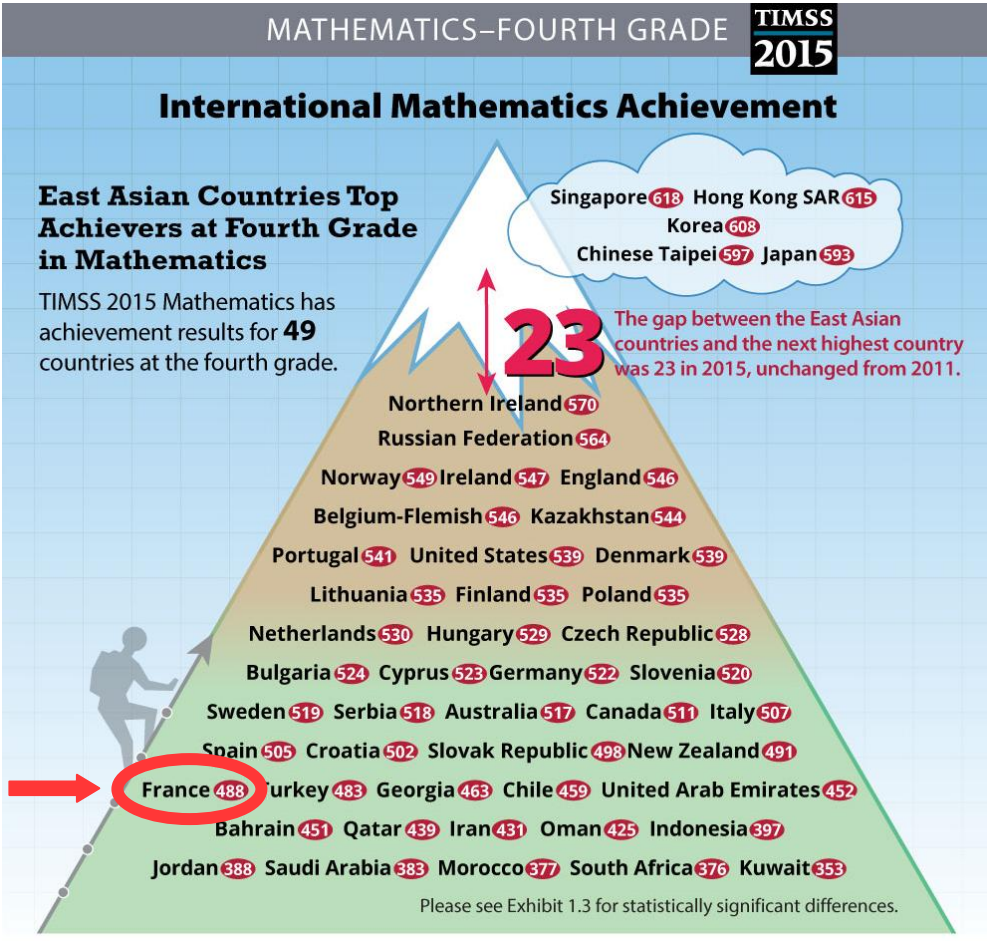 MATHEMATICS–FOURTH GRADE
TIMSS
2015
International Mathematics Achievement
East Asian Countries Top
Achievers at Fourth Grade
in Mathematics
TIMSS 2015 Mathematics has
achievement results for 49
countries at the fourth grade.
Singapore 618 Hong Kong SAR 615
Korea 608
Chinese Taipei 597 Japan 593
23
The gap between the East Asian
countries and the next highest country
was 23 in 2015, unchanged from 2011.
Northern Ireland 570
Russian Federation 564
Norway 549 Ireland 547 England 546
Belgium-Flemish 546 Kazakhstan 544
Portugal 541 United States 539 Denmark 539
Lithuania 535 Finland 535 Poland 535
Netherlands 530 Hungary 529 Czech Republic 528
Bulgaria 524 Cyprus 523 Germany 522 Slovenia 520
Sweden 519 Serbia 518 Australia 517 Canada 511 Italy 507
Spain 505 Croatia 502 Slovak Republic 498 New Zealand 491
France 488 Turkey 483 Georgia 463 Chile 459 United Arab Emirates 452
Bahrain 451 Qatar 439 Iran 431 Oman 425 Indonesia 397
Jordan 388 Saudi Arabia 383 Morocco 377 South Africa 376 Kuwait 353
Please see Exhibit 1.3 for statistically significant differences.